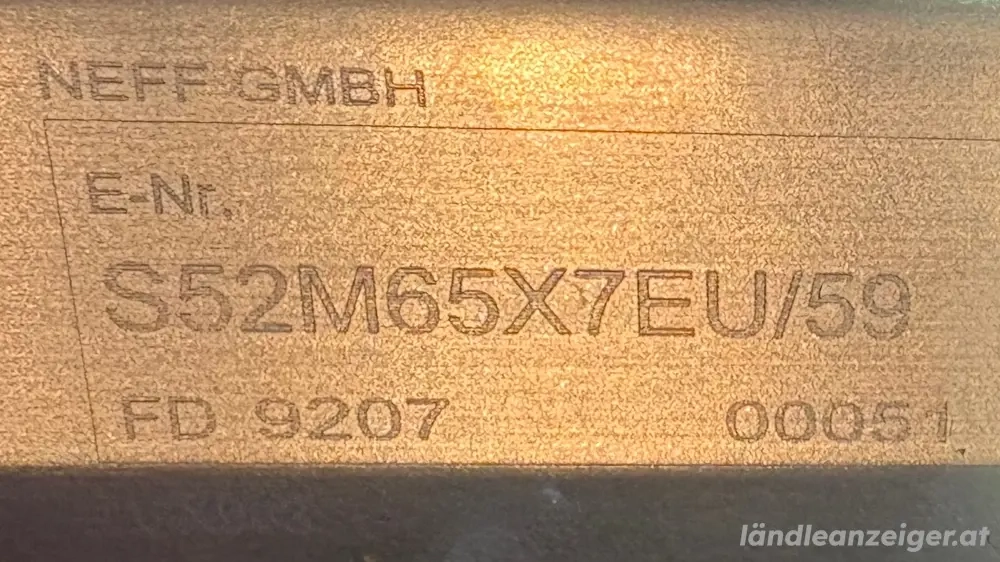 NEFF GMBH
E-Nr.
S52M65X7EU/59
FD 9207 00051
ländleanzeiger.at